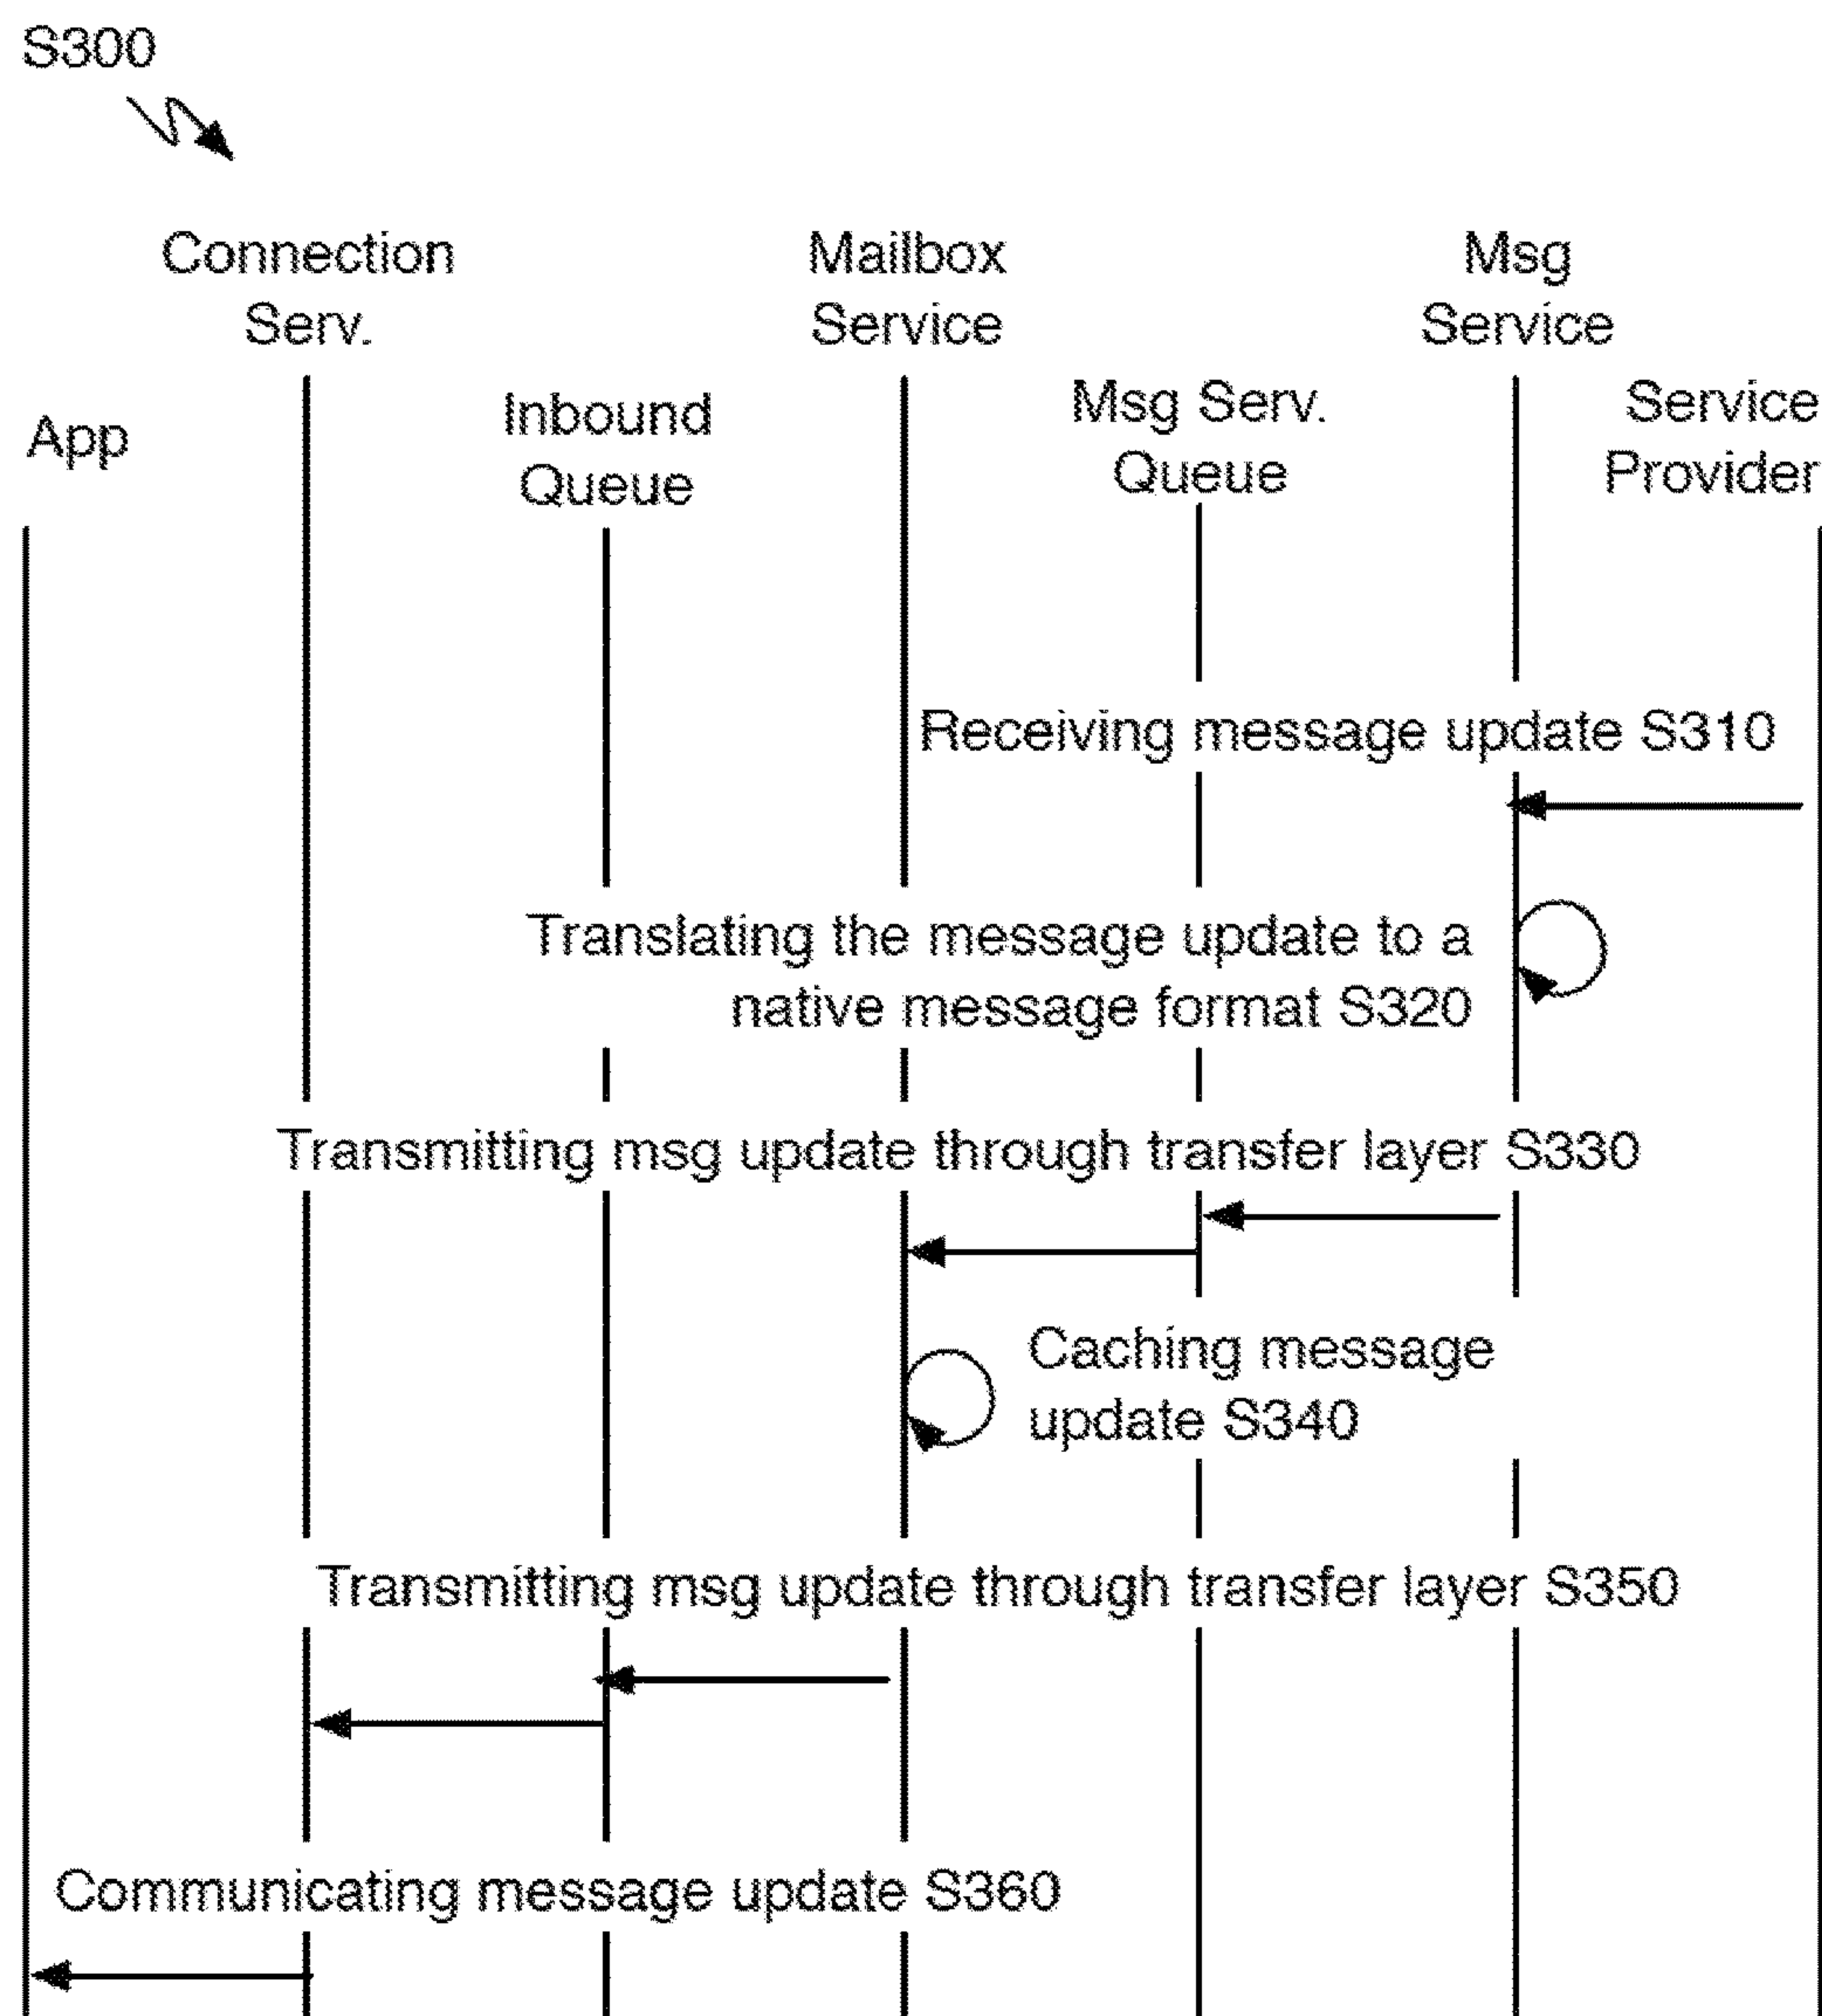 S300
Connection
Serv.
Mailbox
Service
Msg
Service
App
Inbound
Queue
Msg Serv.
Queue
Service
Provider
Receiving message update S310
Translating the message update to a
native message format S320
Transmitting msg update through transfer layer S330
Caching message
update S340
Transmitting msg update through transfer layer S350
Communicating message update S360